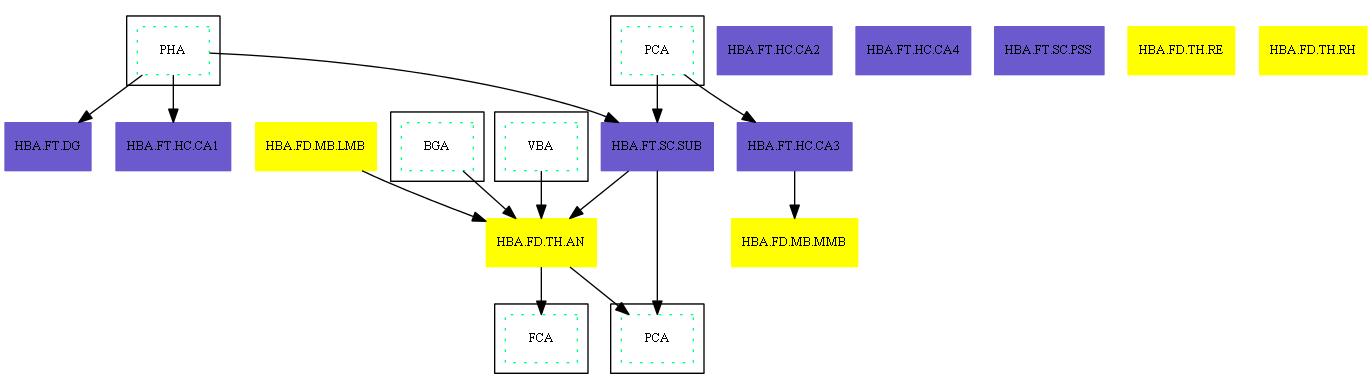 PHA
PCA
HBA.FT.HC.CA2
HBA.FT.HC.CA4
HBA.FT.SC.PSS
HBA.FD.TH.RE
HBA.FD.TH.RH
HBA.FT.DG
HBA.FT.HC.CA1
HBA.FD.MB.LMB
BGA
VBA
HBA.FT.SC.SUB
HBA.FT.HC.CA3
HBA.FD.TH.AN
HBA.FD.MB.MMB
FCA
PCA